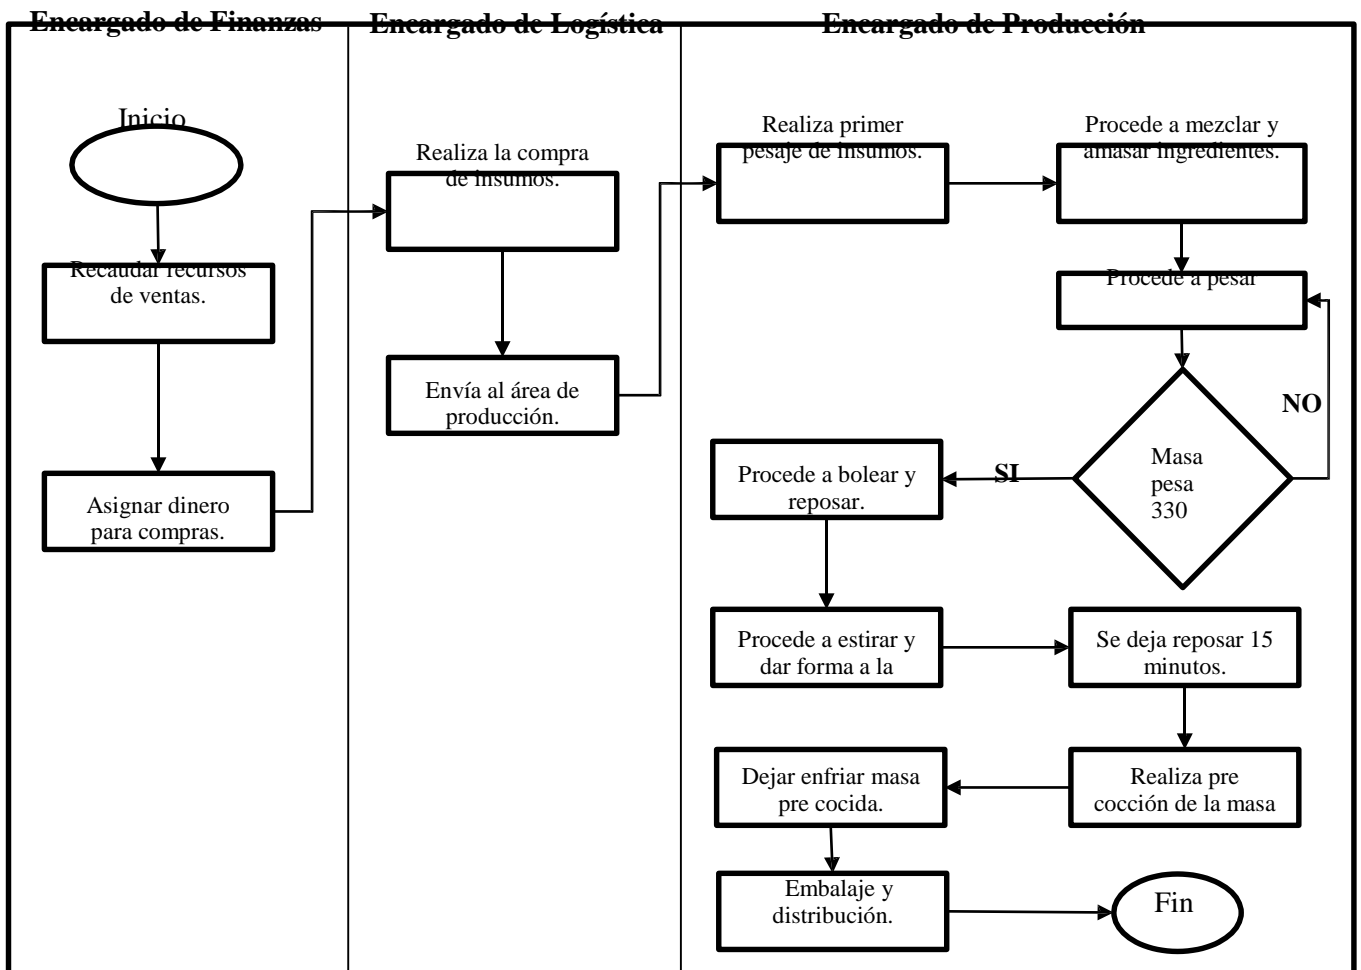 Encargado de Finanzas
Encargado de Logística
Encargado de Producción
Inicio
Recaudar recursos
de ventas.
Asignar dinero
para compras.
Realiza la compra
de insumos.
Envía al área de
producción.
Realiza primer
pesaje de insumos.
Procede a mezclar y
amasar ingredientes.
Procede a pesar
Masa
pesa
330
NO
SI
Procede a bolear y
reposar.
Procede a estirar y
dar forma a la
Se deja reposar 15
minutos.
Realiza pre
cocción de la masa
Dejar enfriar masa
pre cocida.
Embalaje y
distribución.
Fin